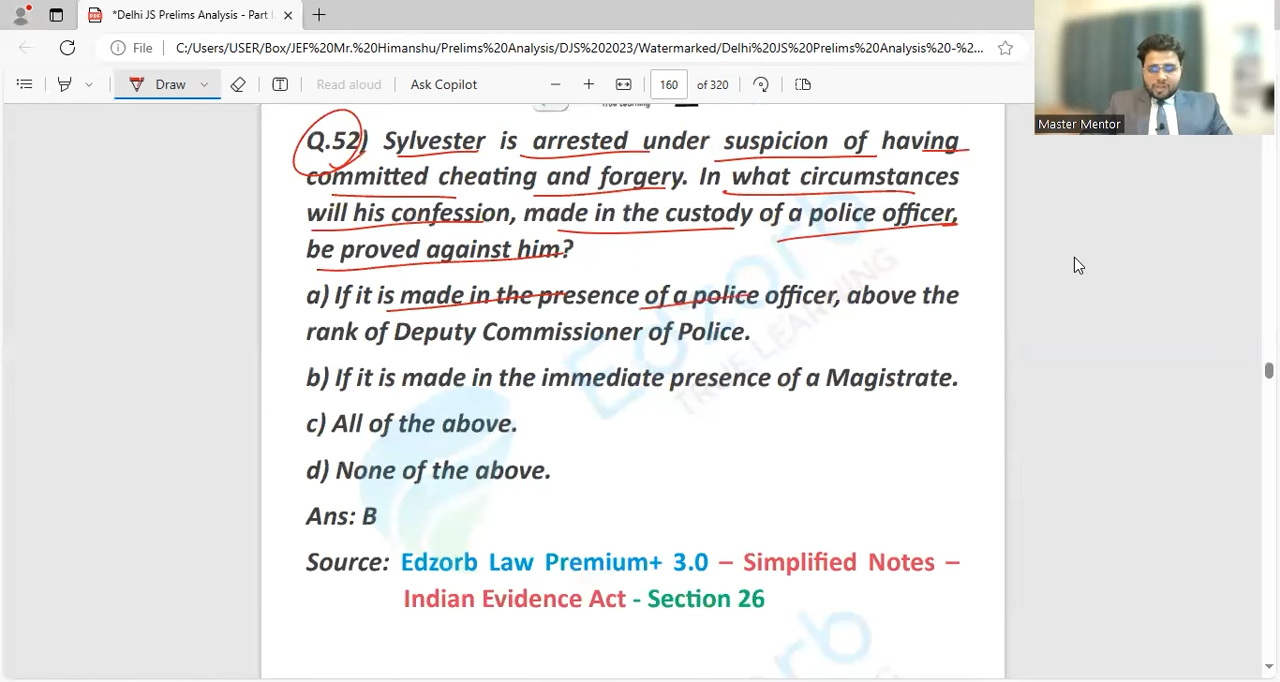 *Delhi JS Prelims Analysis - Part I
File C:/Users/USER/Box/JEF%20Mr.%20Himanshu/Prelims%20Analysis/DJS%202023/Watermarked/Delhi%20JS%20Prelims%20Analysis%20-%2...
Draw Read aloud Ask Copilot 160 of 320
Master Mentor
Q.52) Sylvester is arrested under suspicion of having
committed cheating and forgery. In what circumstances
will his confession, made in the custody of a police officer,
be proved against him?
a) If it is made in the presence of a police officer, above the
rank of Deputy Commissioner of Police.
b) If it is made in the immediate presence of a Magistrate.
c) All of the above.
d) None of the above.
Ans: B
Source: Edzorb Law Premium+ 3.0 – Simplified Notes –
Indian Evidence Act - Section 26
Edzorb
TRUE LEARNING